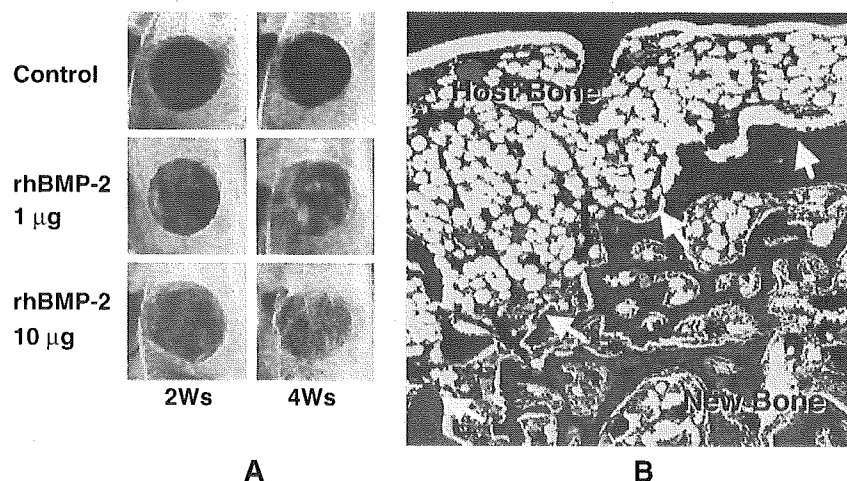 Control
rhBMP-2
1 μg
rhBMP-2
10 μg
2Ws 4Ws
A
Host Bone
New Bone
B